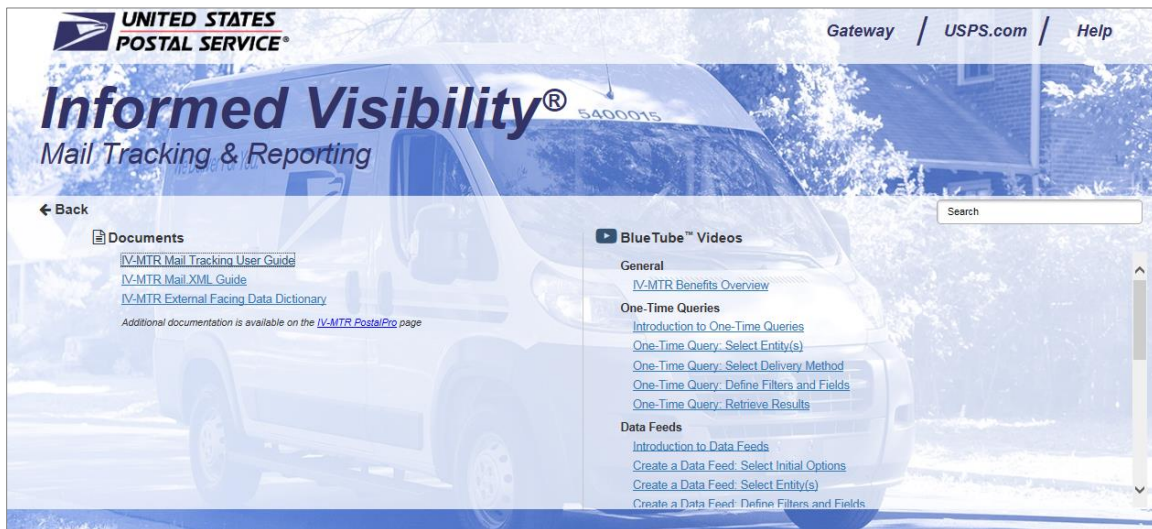 UNITED STATES
POSTAL SERVICE®
Gateway / USPS.com / Help
Informed Visibility®
Mail Tracking & Reporting
5400015
We Deliver For You
← Back
Search
Documents
IV-MTR Mail Tracking User Guide
IV-MTR Mail.XML Guide
IV-MTR External Facing Data Dictionary
Additional documentation is available on the IV-MTR PostalPro page
BlueTube™ Videos
General
IV-MTR Benefits Overview
One-Time Queries
Introduction to One-Time Queries
One-Time Query: Select Entity(s)
One-Time Query: Select Delivery Method
One-Time Query: Define Filters and Fields
One-Time Query: Retrieve Results
Data Feeds
Introduction to Data Feeds
Create a Data Feed: Select Initial Options
Create a Data Feed: Select Entity(s)
Create a Data Feed: Define Filters and Fields